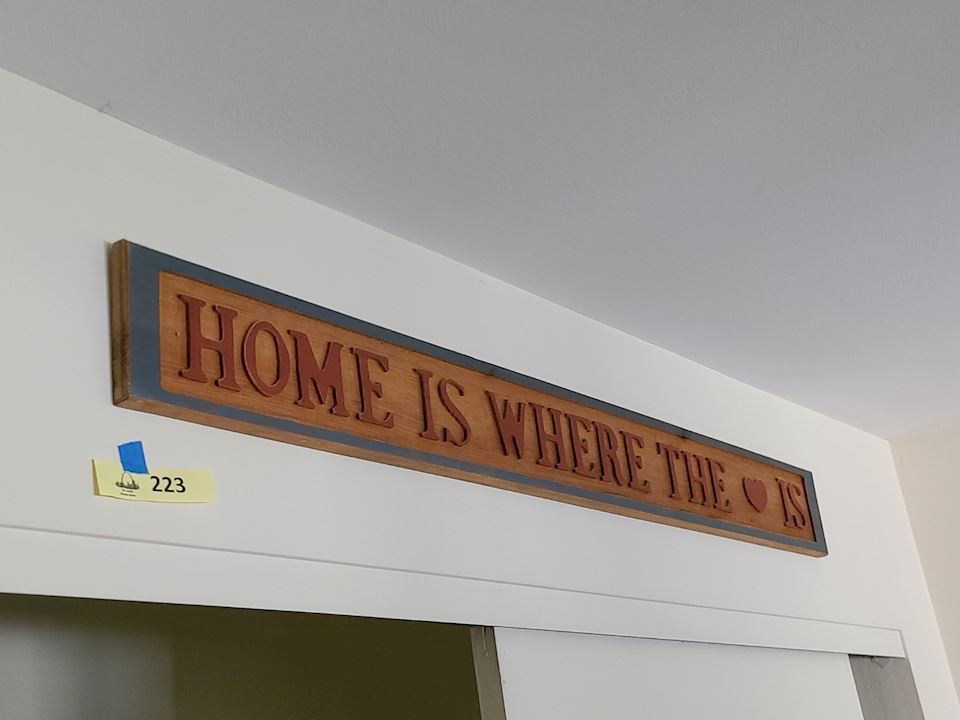 HOME IS WHERE THE ♥ IS
223